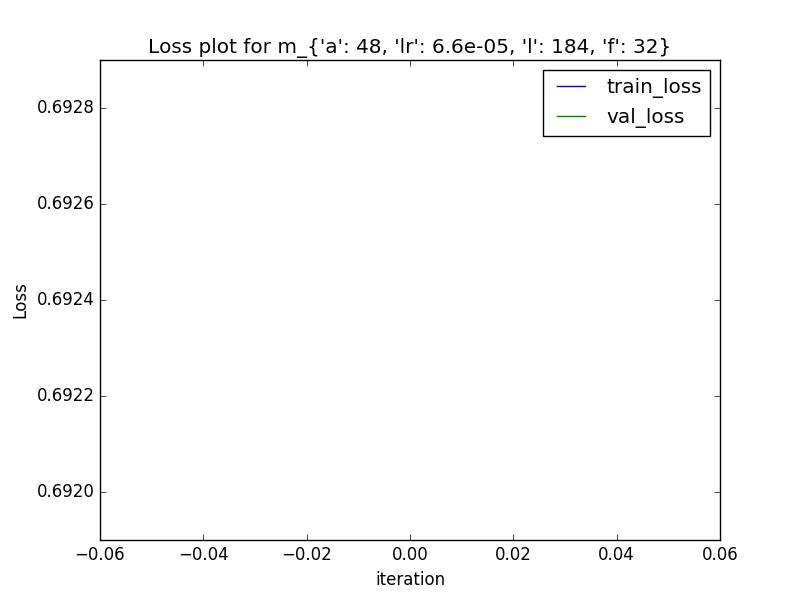 Loss plot for m_{'a': 48, 'lr': 6.6e-05, 'l': 184, 'f': 32}
train_loss
val_loss
0.6928
0.6926
0.6924
0.6922
0.6920
Loss
−0.06
−0.04
−0.02
0.00
0.02
0.04
0.06
iteration